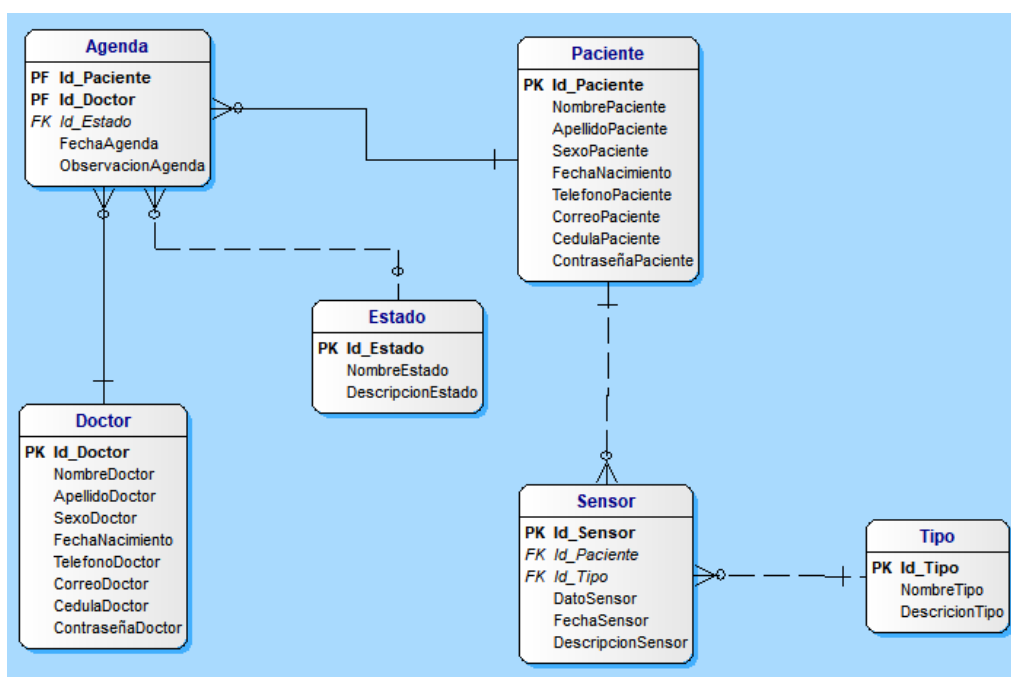 Agenda
PF Id_Paciente
PF Id_Doctor
FK Id_Estado
FechaAgenda
ObservacionAgenda
Paciente
PK Id_Paciente
NombrePaciente
ApellidoPaciente
SexoPaciente
FechaNacimiento
TelefonoPaciente
CorreoPaciente
CedulaPaciente
ContraseñaPaciente
Estado
PK Id_Estado
NombreEstado
DescripcionEstado
Doctor
PK Id_Doctor
NombreDoctor
ApellidoDoctor
SexoDoctor
FechaNacimiento
TelefonoDoctor
CorreoDoctor
CedulaDoctor
ContraseñaDoctor
Sensor
PK Id_Sensor
FK Id_Paciente
FK Id_Tipo
DatoSensor
FechaSensor
DescripcionSensor
Tipo
PK Id_Tipo
NombreTipo
DescricionTipo